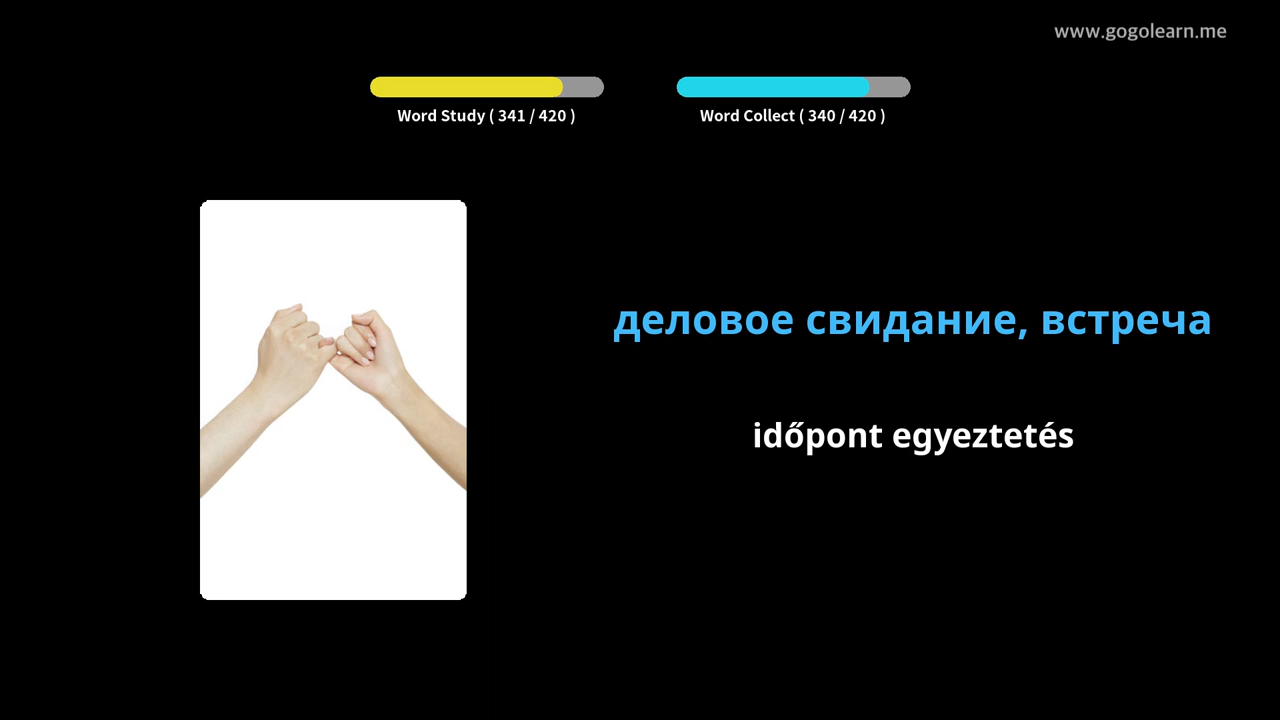 www.gogolearn.me
Word Study ( 341 / 420 )
Word Collect ( 340 / 420 )
деловое свидание, встреча
időpont egyeztetés